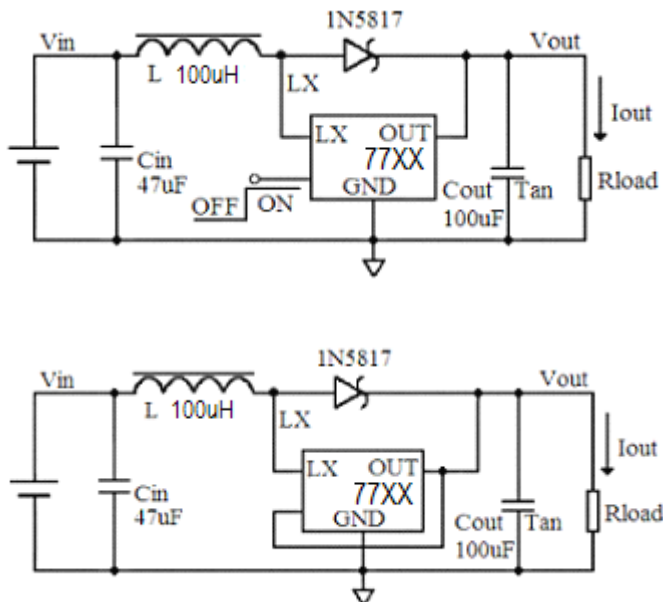 1N5817
Vin
Vout
L 100uH
LX
Iout
LX OUT
77XX
GND
Cin
47uF
OFF ON
Cout Tan
100uF
Rload
1N5817
Vin
Vout
L 100uH
LX
Iout
LX OUT
77XX
GND
Cin
47uF
Cout Tan
100uF
Rload